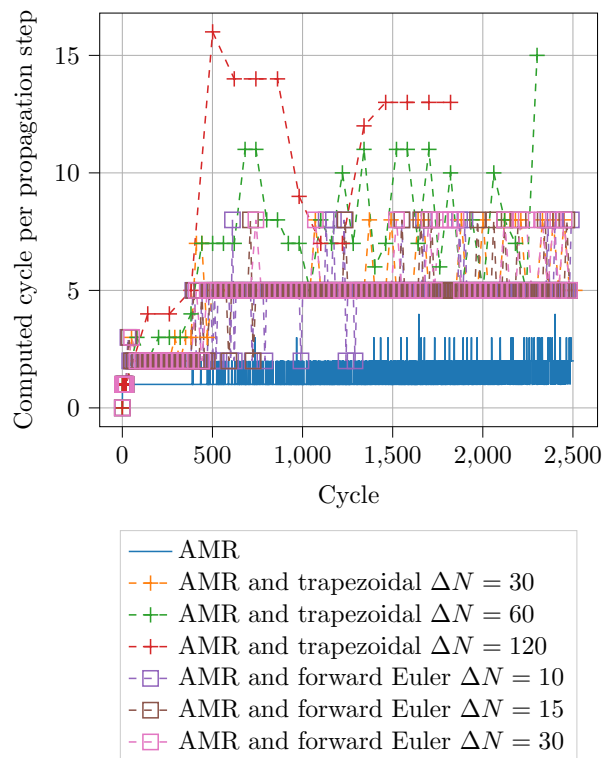 Computed cycle per propagation step
15
10
5
0
0 500 1,000 1,500 2,000 2,500
Cycle
AMR
AMR and trapezoidal ΔN = 30
AMR and trapezoidal ΔN = 60
AMR and trapezoidal ΔN = 120
AMR and forward Euler ΔN = 10
AMR and forward Euler ΔN = 15
AMR and forward Euler ΔN = 30